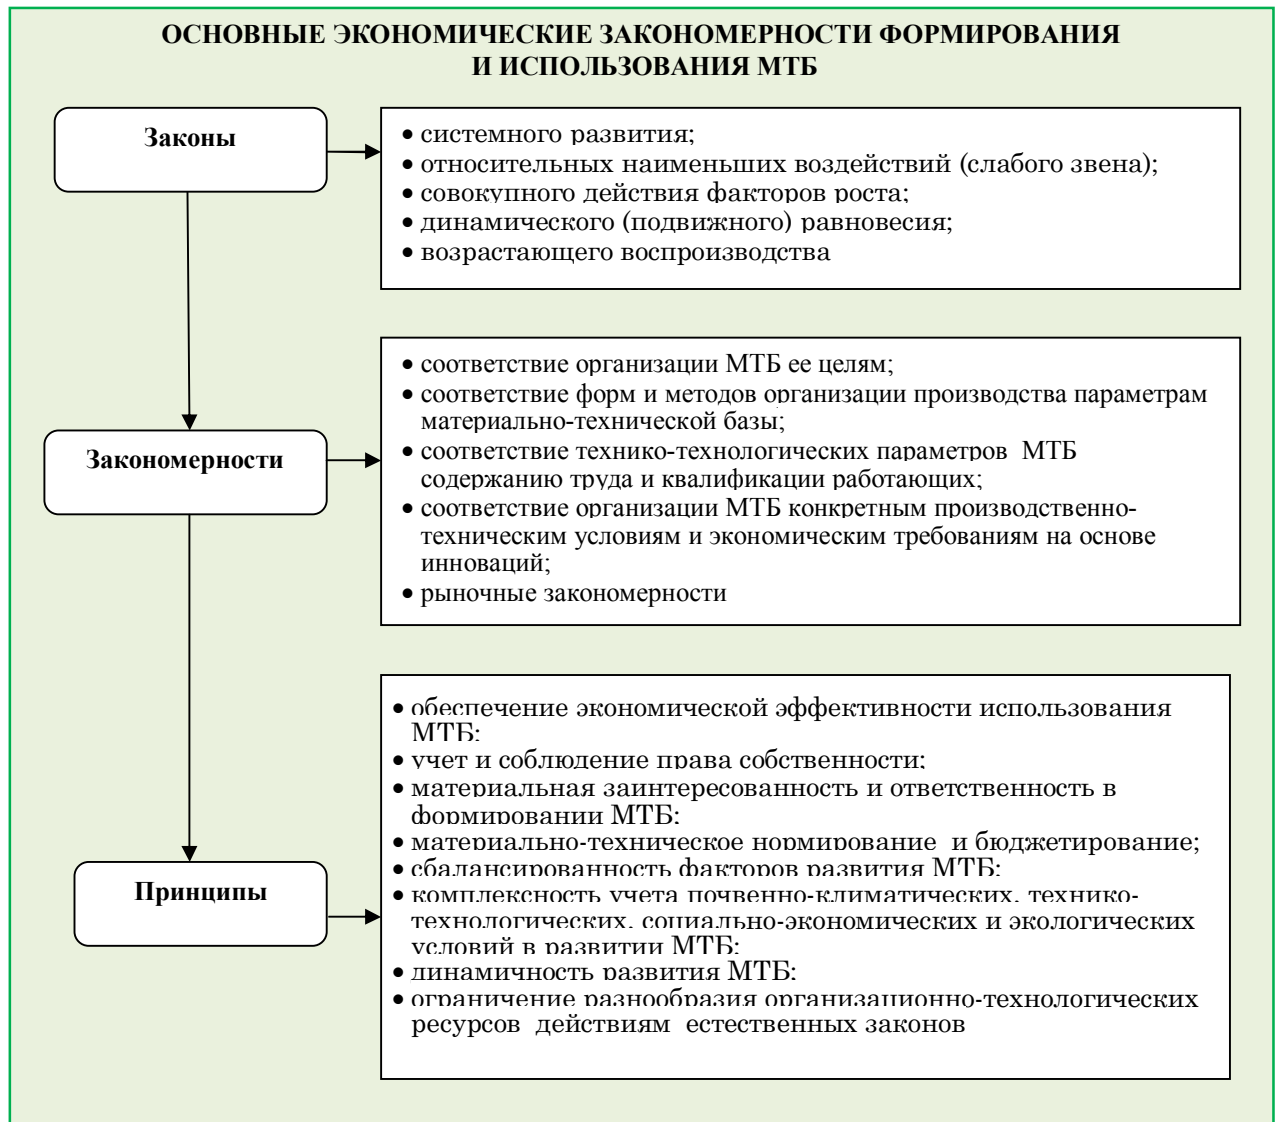 ОСНОВНЫЕ ЭКОНОМИЧЕСКИЕ ЗАКОНОМЕРНОСТИ ФОРМИРОВАНИЯ
И ИСПОЛЬЗОВАНИЯ МТБ
Законы
• системного развития;
• относительных наименьших воздействий (слабого звена);
• совокупного действия факторов роста;
• динамического (подвижного) равновесия;
• возрастающего воспроизводства
Закономерности
• соответствие организации МТБ ее целям;
• соответствие форм и методов организации производства параметрам
материально-технической базы;
• соответствие технико-технологических параметров МТБ
содержанию труда и квалификации работающих;
• соответствие организации МТБ конкретным производственно-
техническим условиям и экономическим требованиям на основе
инноваций;
• рыночные закономерности
Принципы
• обеспечение экономической эффективности использования
МТБ;
• учет и соблюдение права собственности;
• материальная заинтересованность и ответственность в
формировании МТБ;
• материально-техническое нормирование и бюджетирование;
• сбалансированность факторов развития МТБ;
• комплексность учета почвенно-климатических, технико-
технологических, социально-экономических и экологических
условий в развитии МТБ;
• динамичность развития МТБ;
• ограничение разнообразия организационно-технологических
ресурсов действиям естественных законов